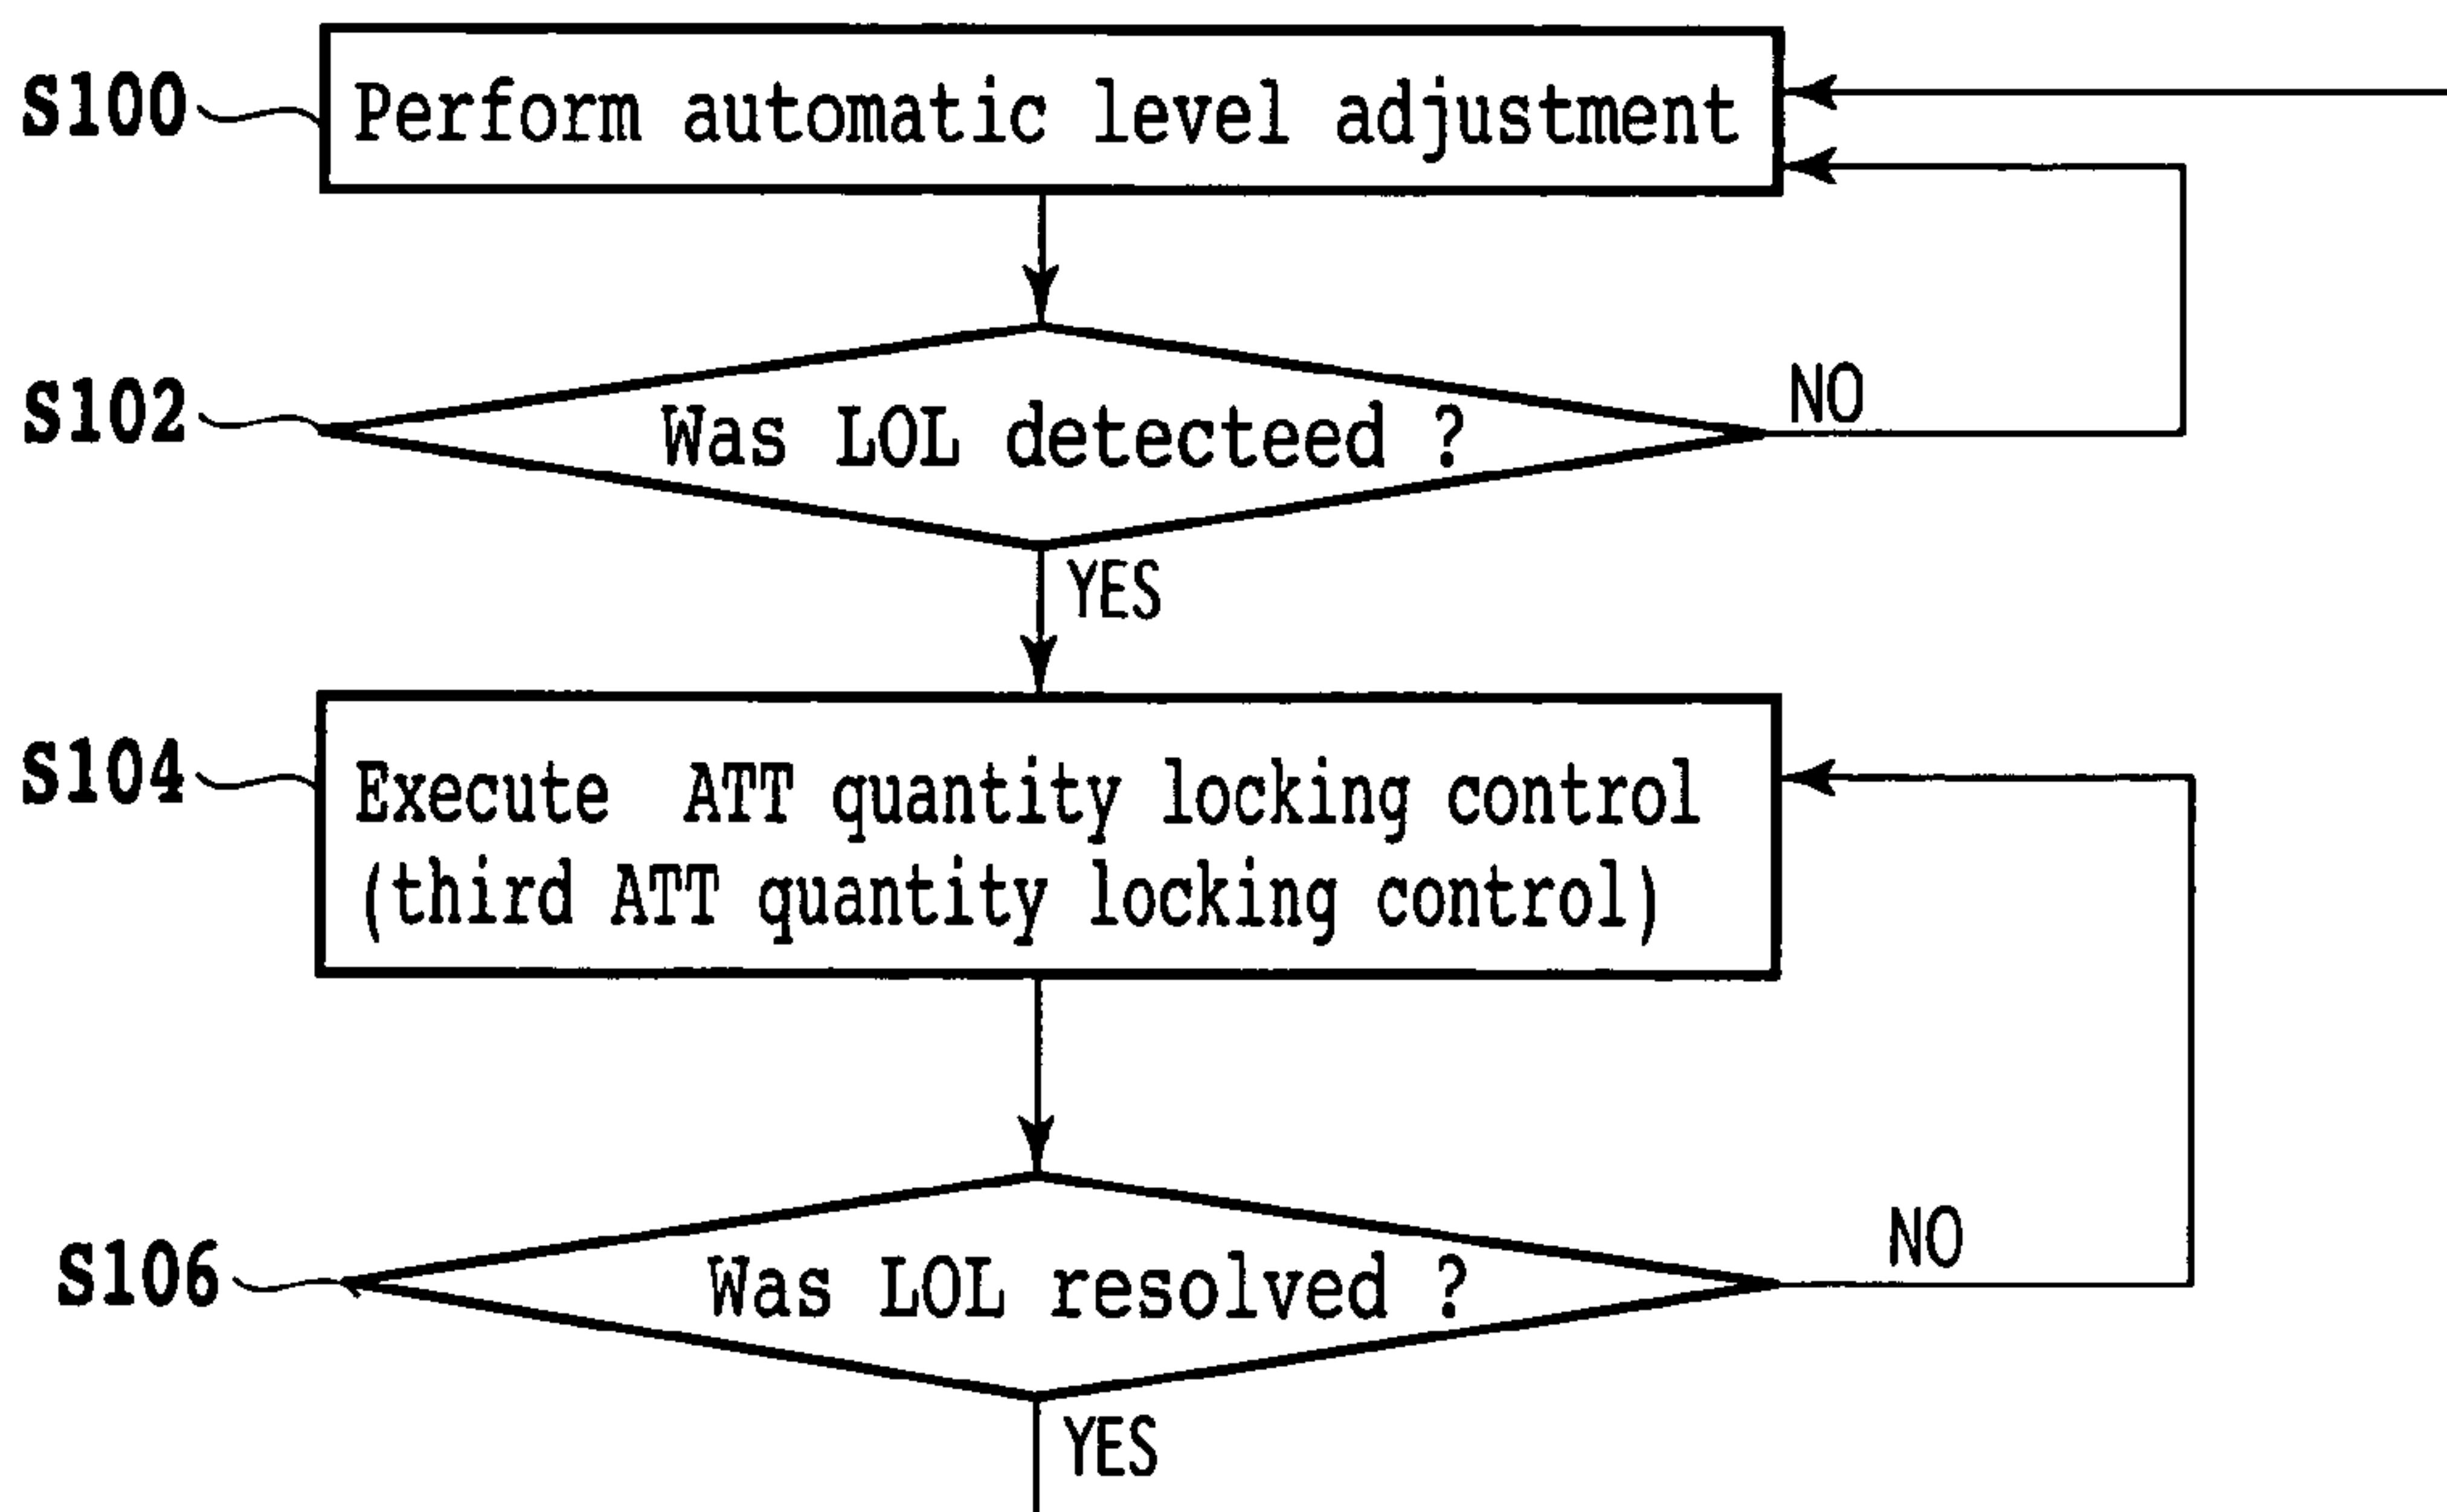 S100
Perform automatic level adjustment
S102
Was LOL detecteed ?
NO
YES
S104
Execute ATT quantity locking control
(third ATT quantity locking control)
S106
Was LOL resolved ?
NO
YES